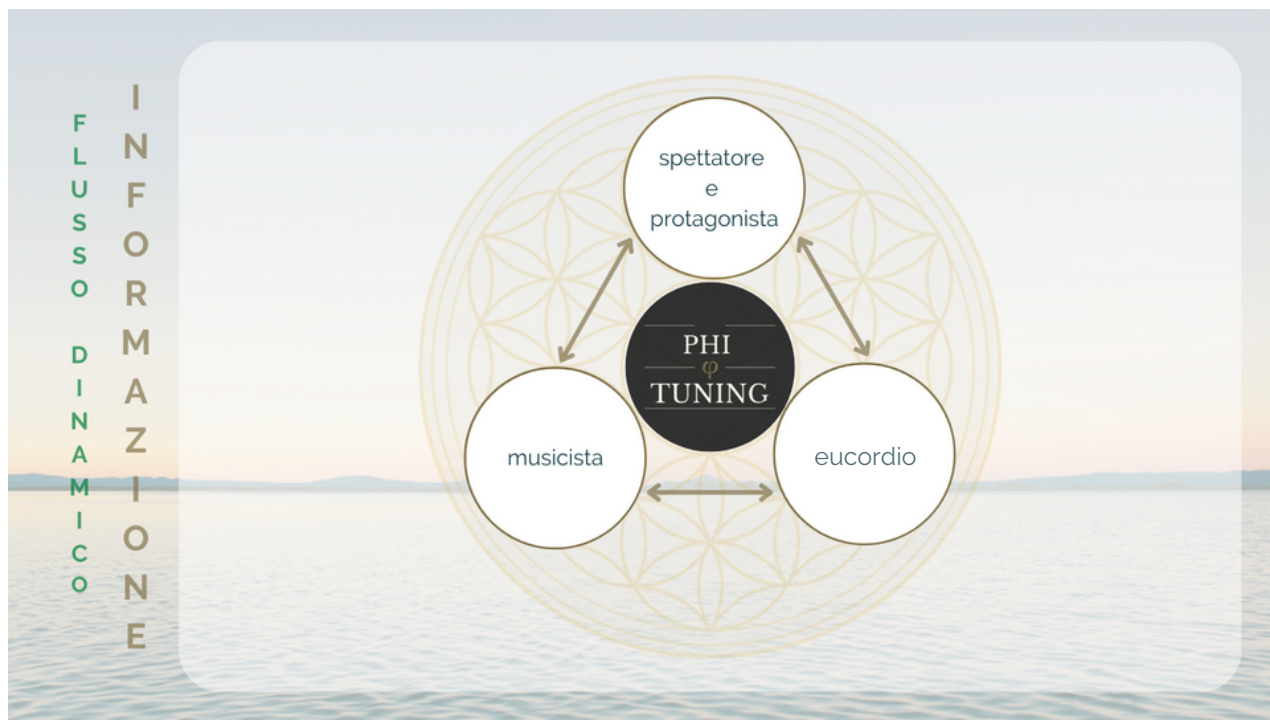 FLUSSO DINAMICO
INFORMAZIONE
spettatore
e
protagonista
PHI
φ
TUNING
musicista
eucordio